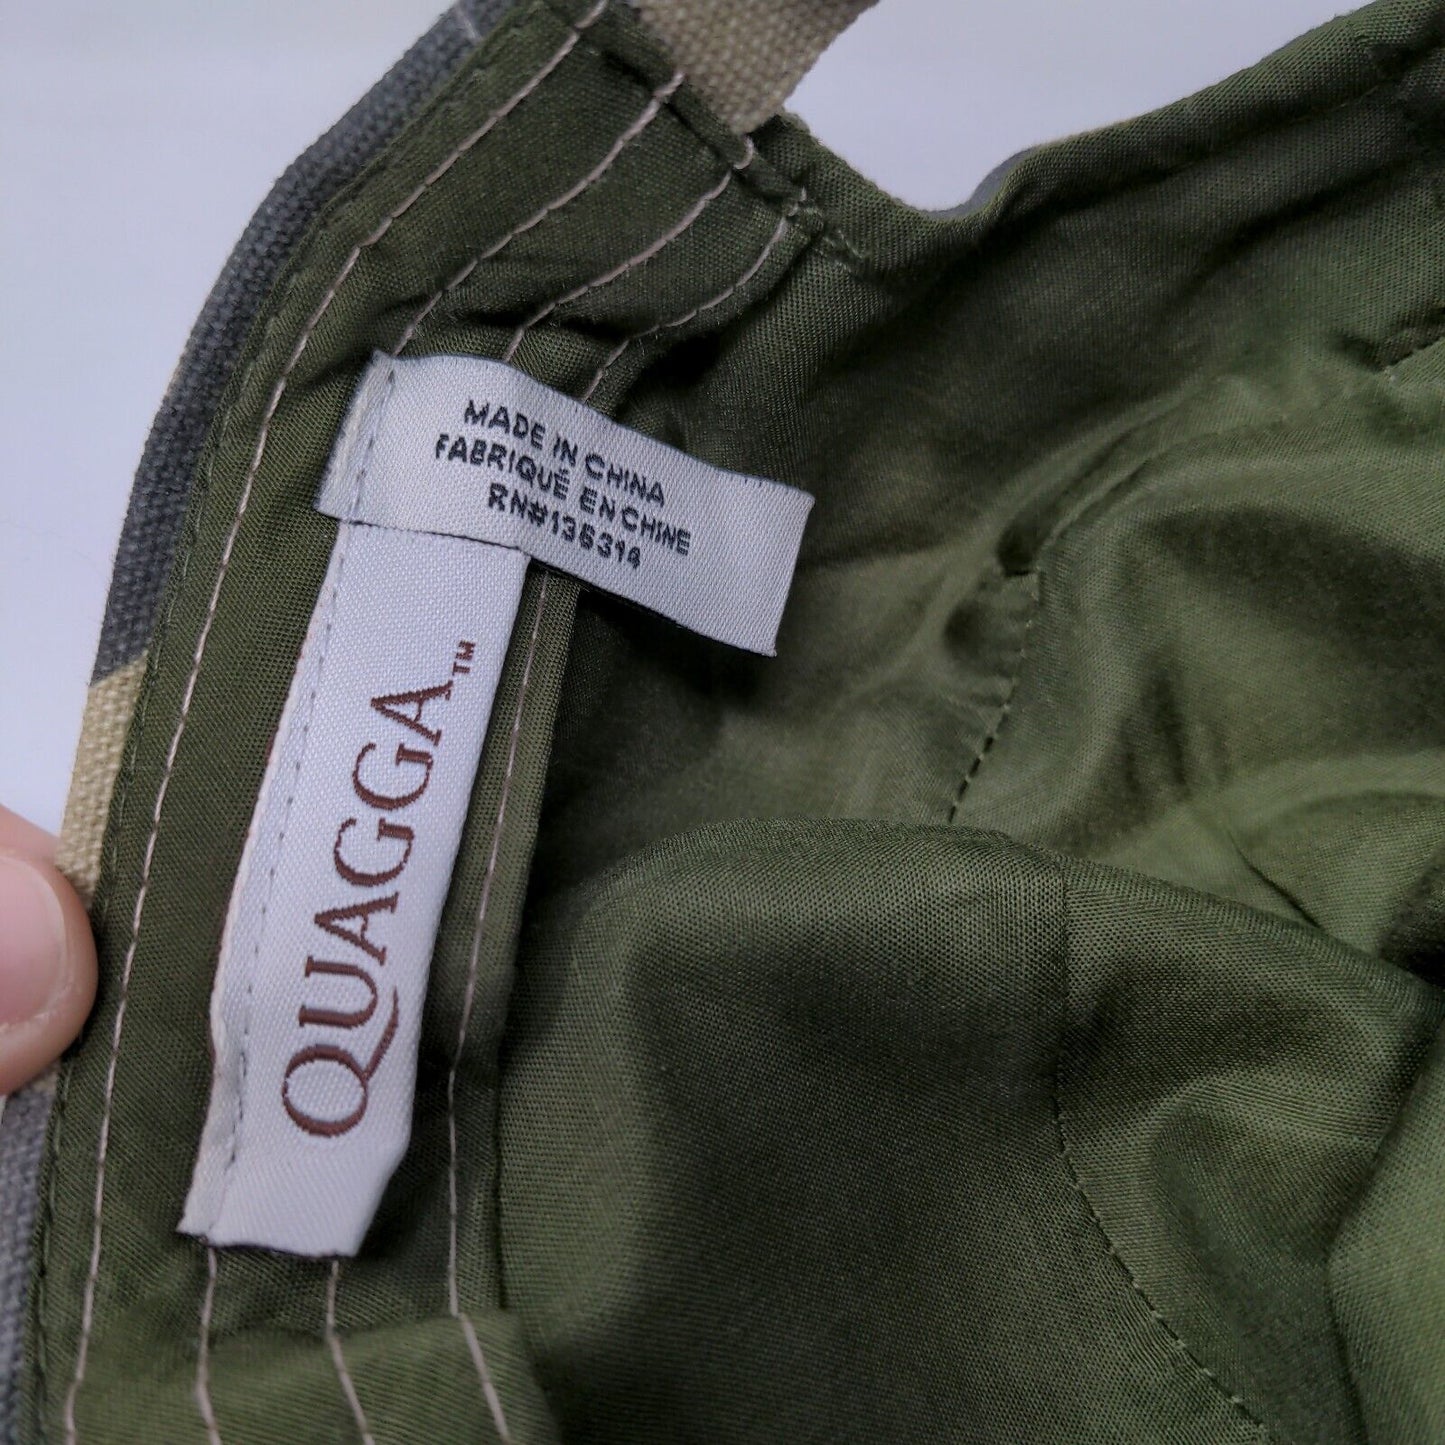 MADE IN CHINA
FABRIQUÉ EN CHINE
RN#136314
QUAGGA™